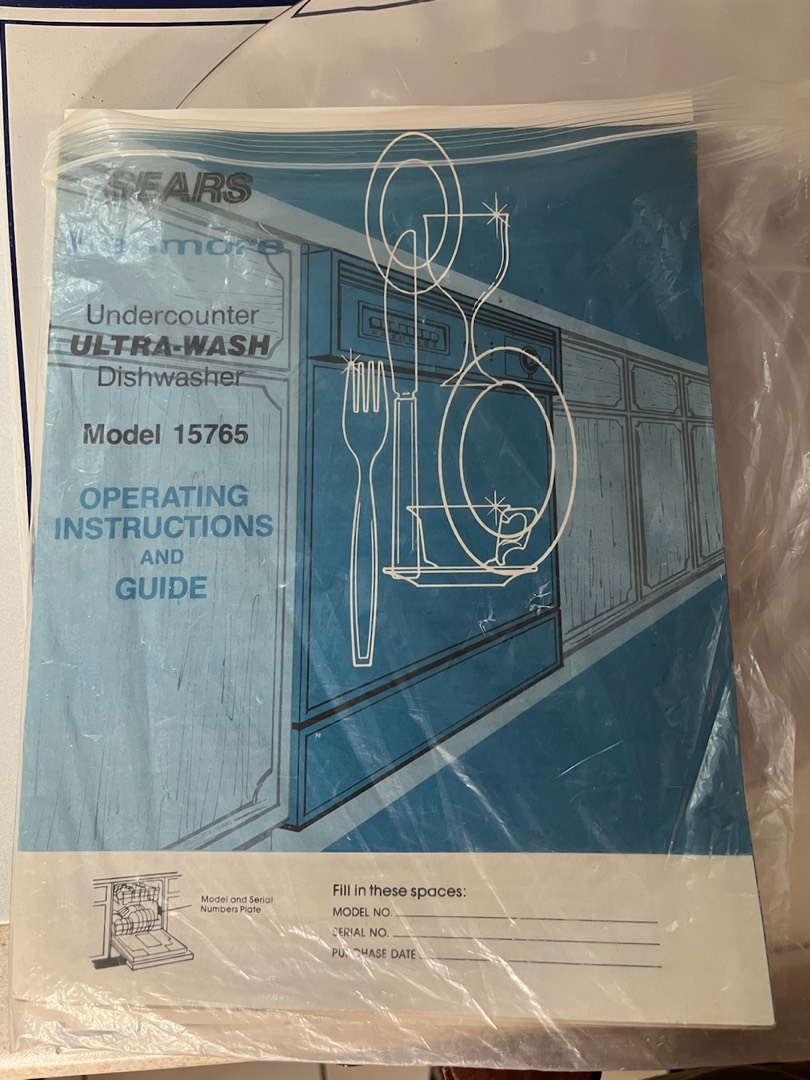 SEARS
Kenmore
Undercounter
ULTRA-WASH
Dishwasher
Model 15765
OPERATING
INSTRUCTIONS
AND
GUIDE
Model and Serial
Numbers Plate
Fill in these spaces:
MODEL NO.
SERIAL NO.
PURCHASE DATE